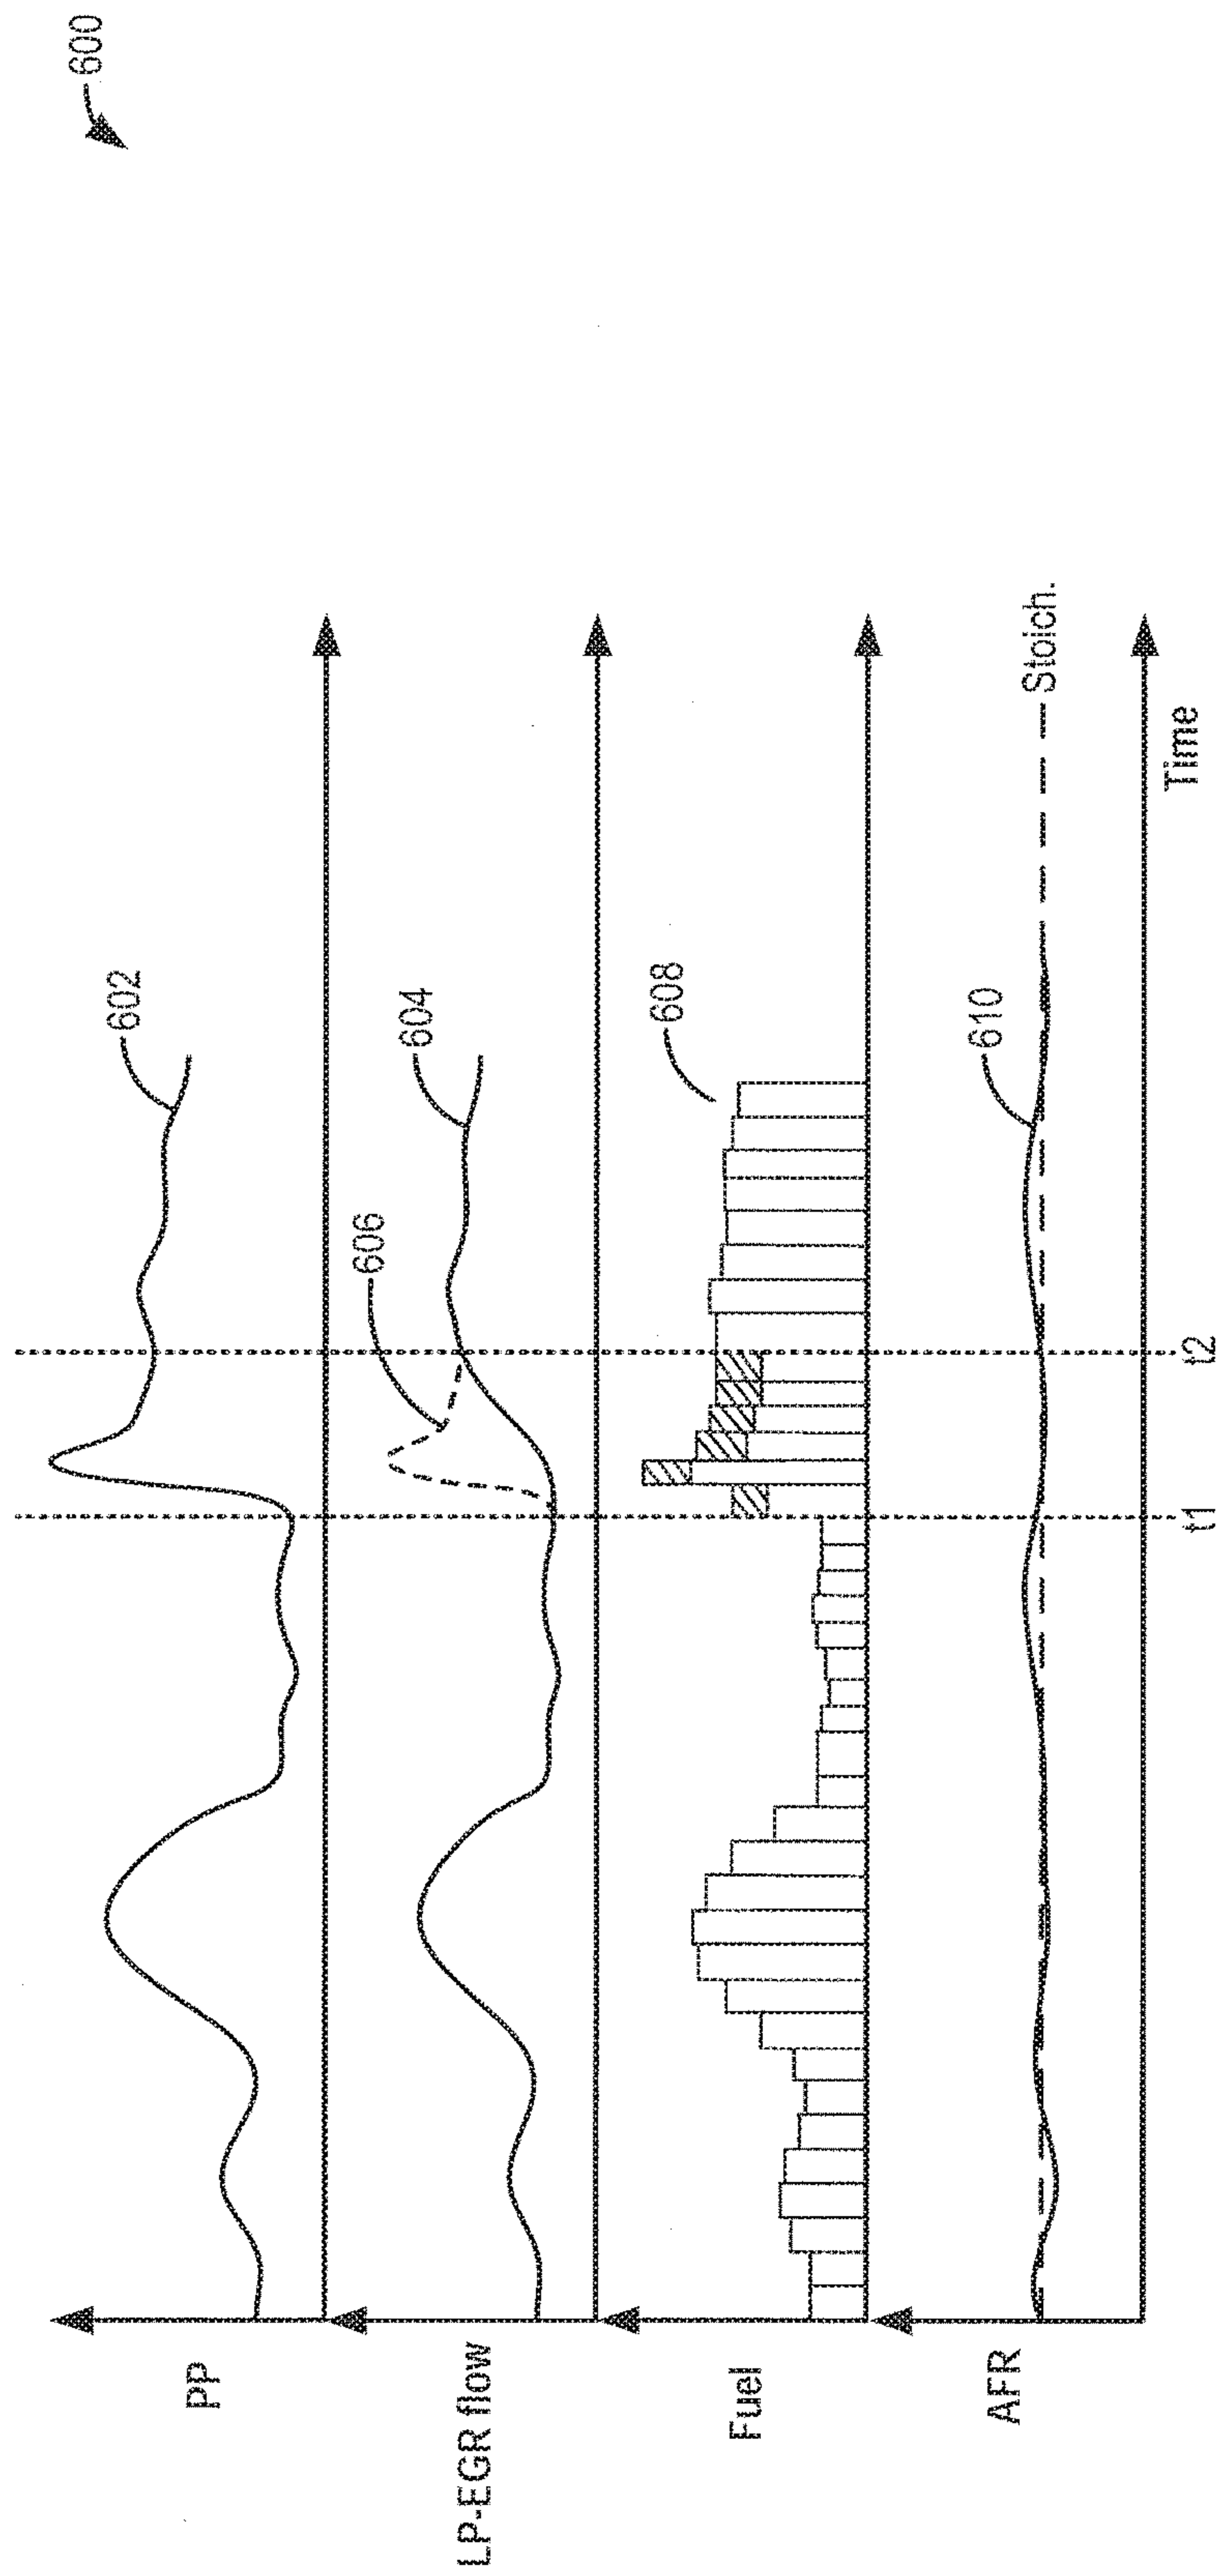 600
PP
602
LP-EGR flow
606
604
Fuel
608
AFR
610
Stoich.
t1
t2
Time